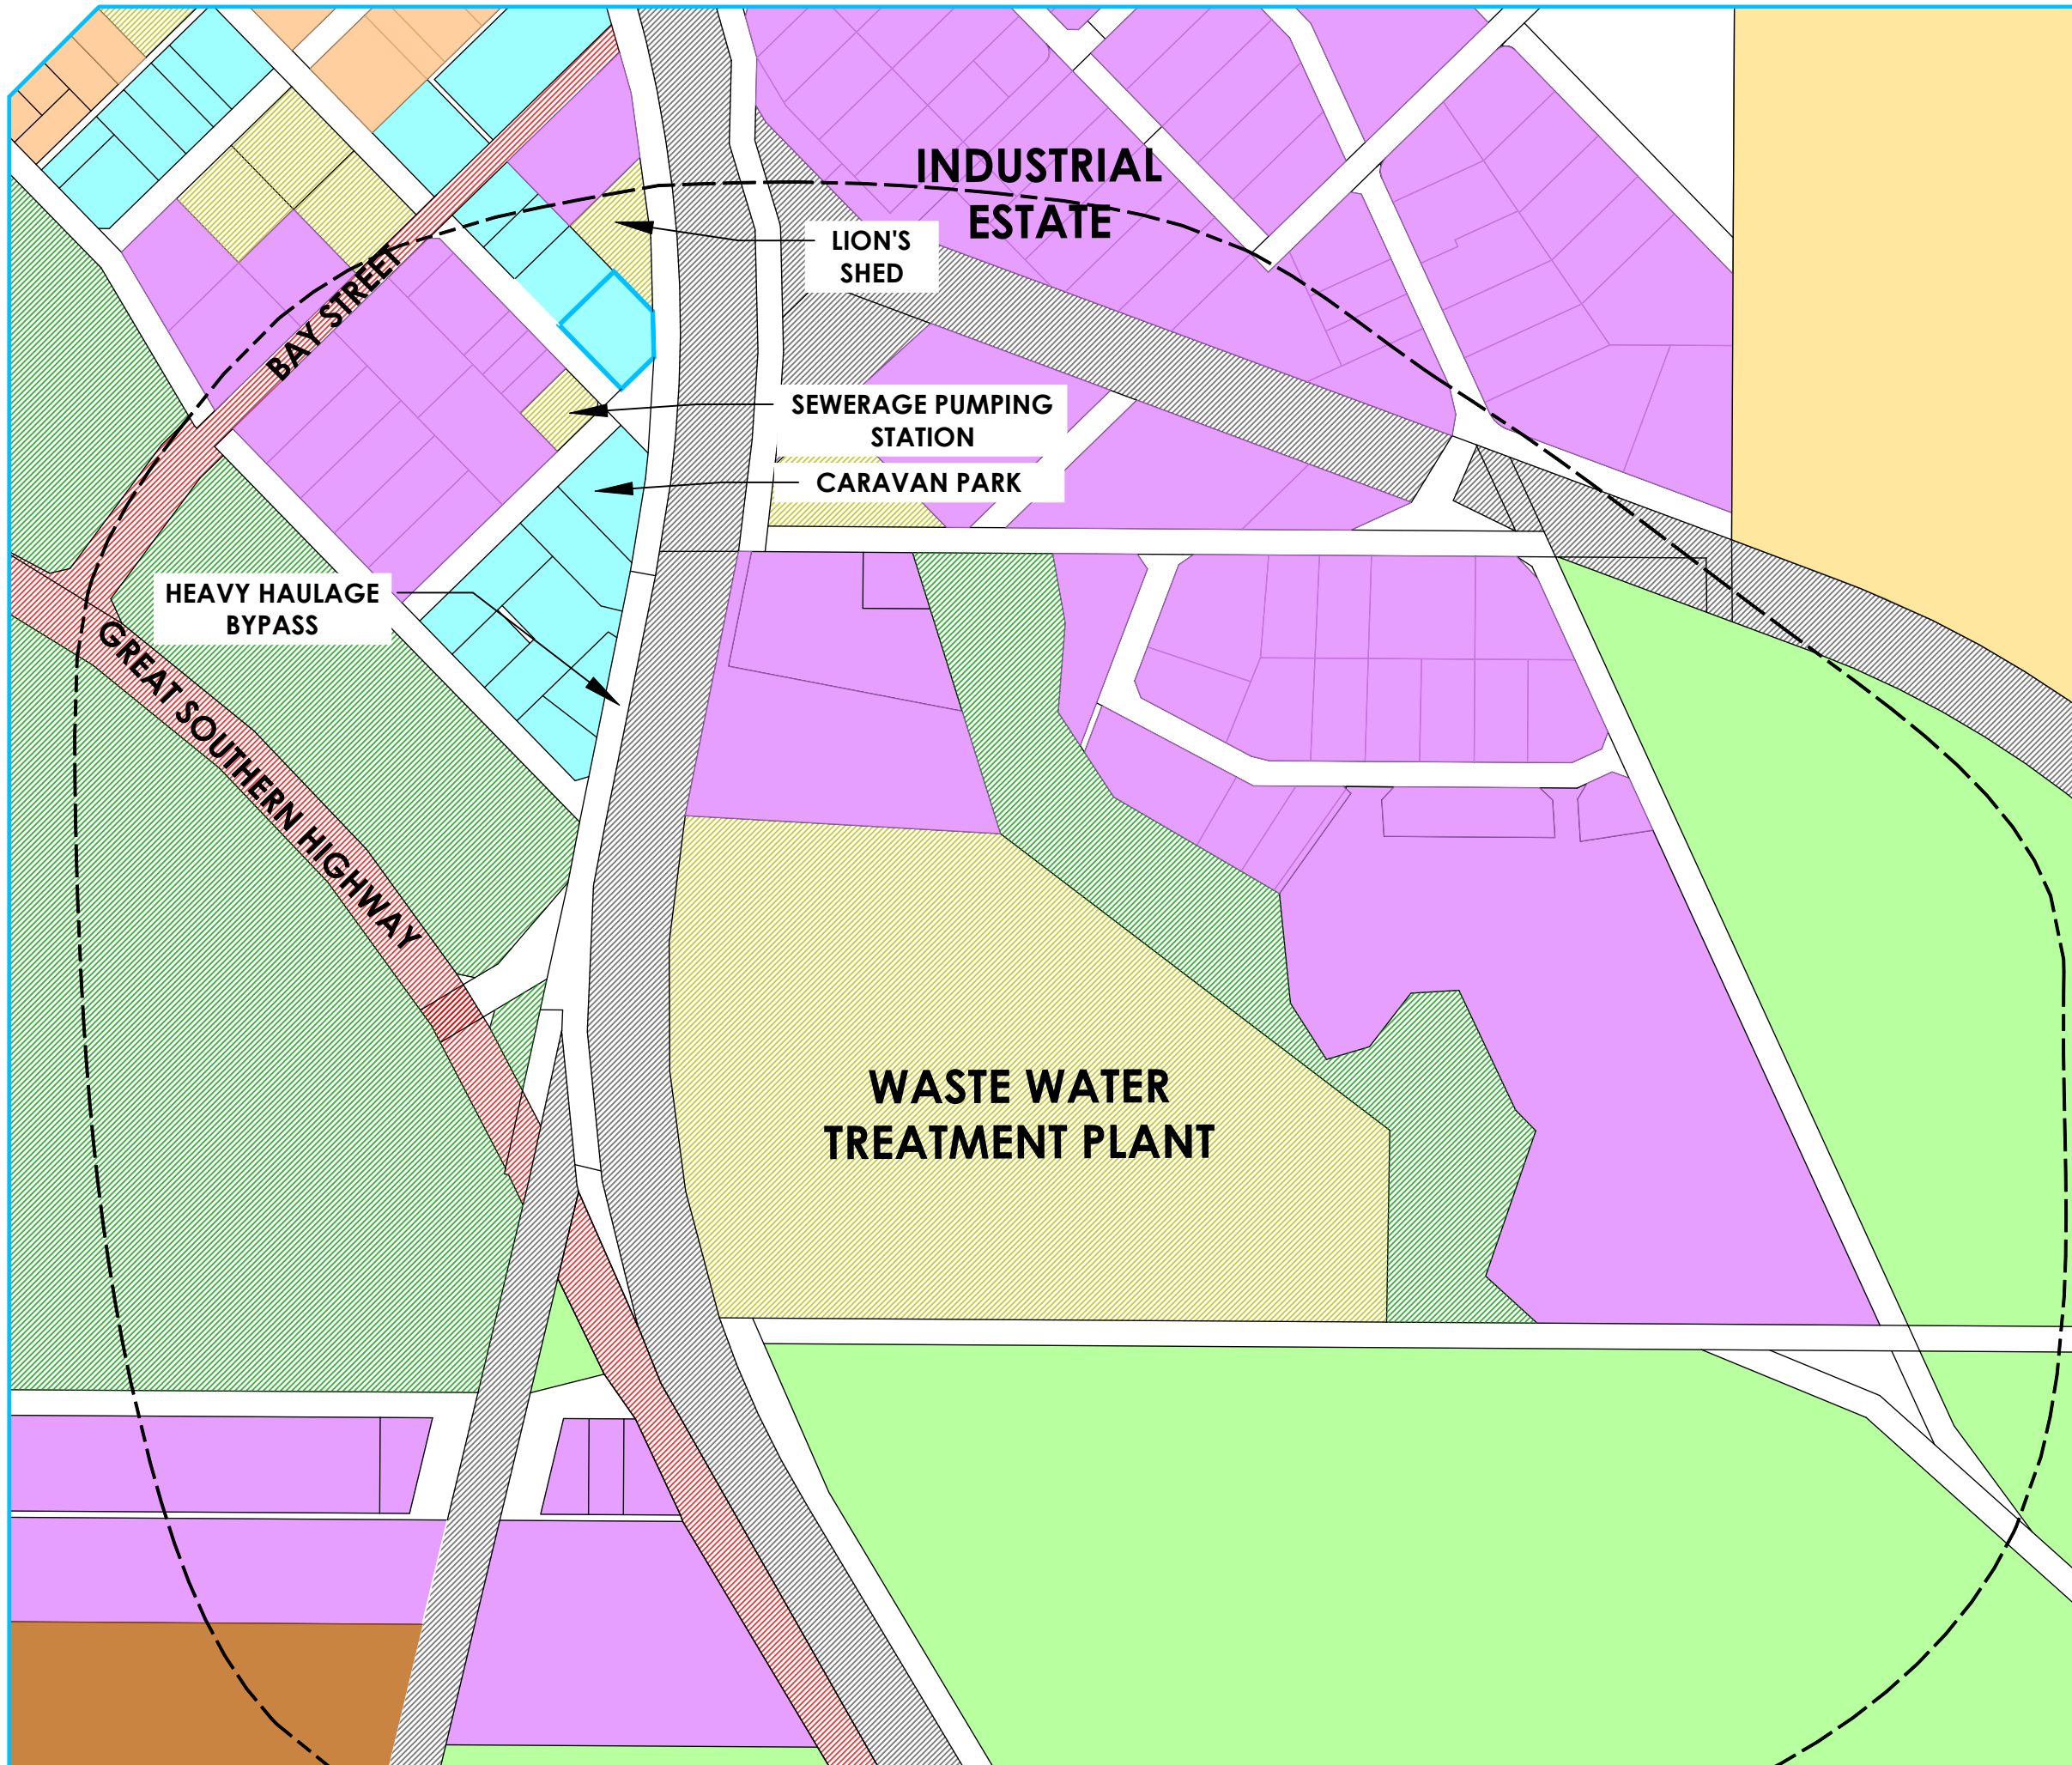 INDUSTRIAL
ESTATE
LION'S
SHED
BAY STREET
SEWERAGE PUMPING
STATION
CARAVAN PARK
HEAVY HAULAGE
BYPASS
GREAT SOUTHERN HIGHWAY
WASTE WATER
TREATMENT PLANT